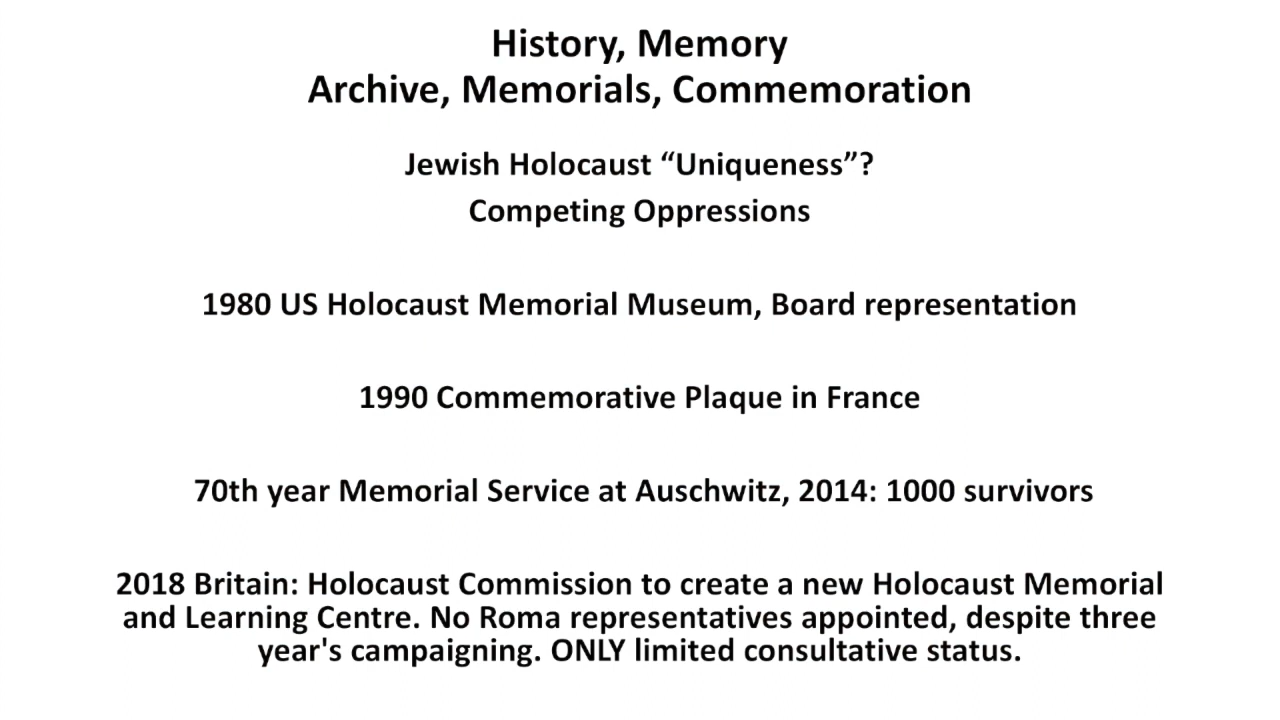 History, Memory
Archive, Memorials, Commemoration
Jewish Holocaust “Uniqueness”?
Competing Oppressions
1980 US Holocaust Memorial Museum, Board representation
1990 Commemorative Plaque in France
70th year Memorial Service at Auschwitz, 2014: 1000 survivors
2018 Britain: Holocaust Commission to create a new Holocaust Memorial
and Learning Centre. No Roma representatives appointed, despite three
year's campaigning. ONLY limited consultative status.